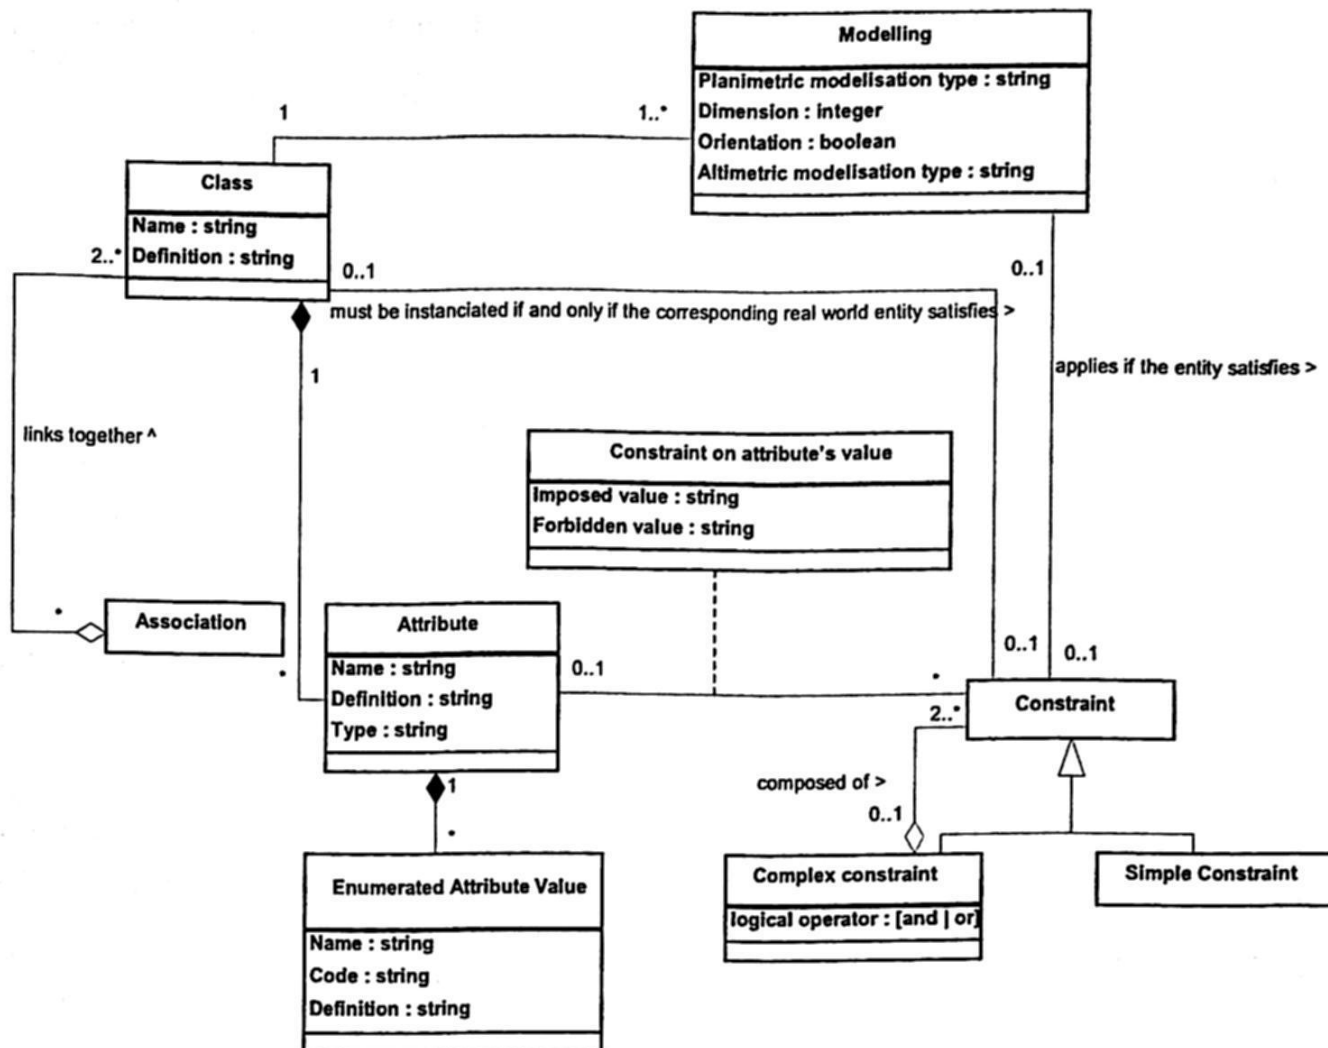 Modelling
Planimetric modelisation type : string
Dimension : integer
Orientation : boolean
Altimetric modelisation type : string
1
1..*
Class
Name : string
Definition : string
2..*
0..1
0..1
must be instanciated if and only if the corresponding real world entity satisfies >
1
applies if the entity satisfies >
links together ^
Constraint on attribute's value
Imposed value : string
Forbidden value : string
*
Association
*
Attribute
Name : string
Definition : string
Type : string
0..1
*
0..1
0..1
2..*
Constraint
composed of >
0..1
1
*
Enumerated Attribute Value
Name : string
Code : string
Definition : string
Complex constraint
logical operator : [and | or]
Simple Constraint